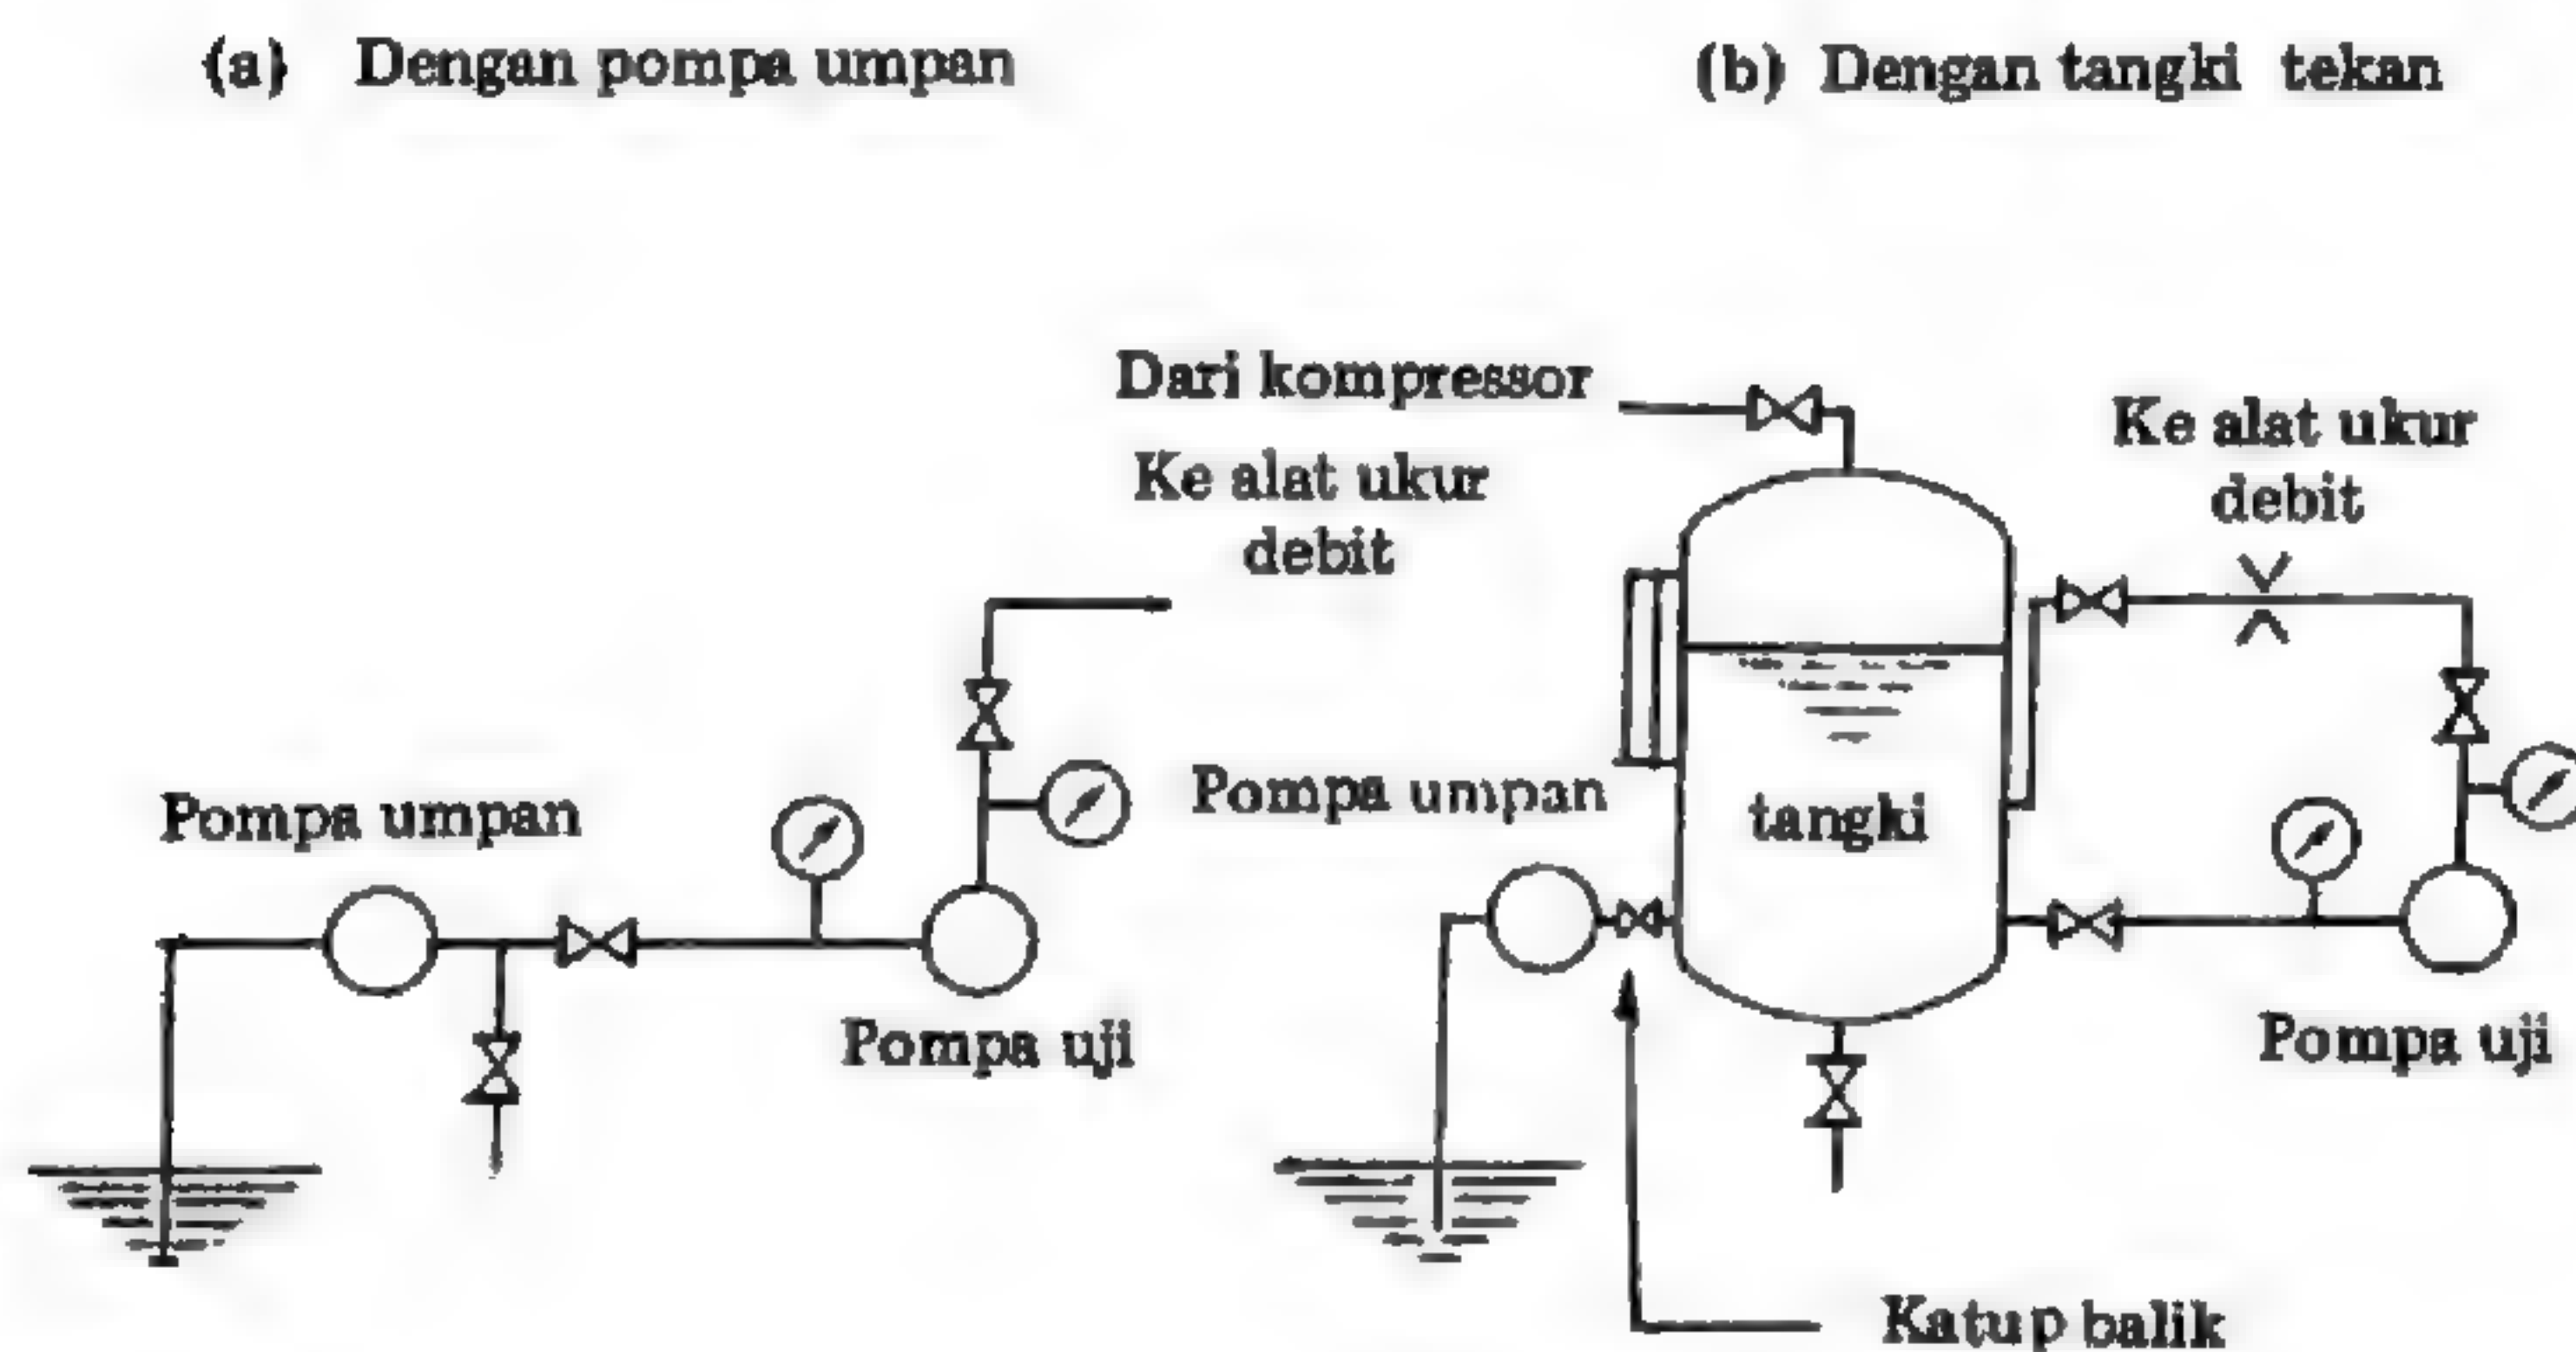 (a) Dengan pompa umpan
(b) Dengan tangki tekan
Dari kompressor
Ke alat ukur
debit
Ke alat ukur
debit
Pompa umpan
Pompa umpan
tangki
Pompa uji
Pompa uji
Katup balik